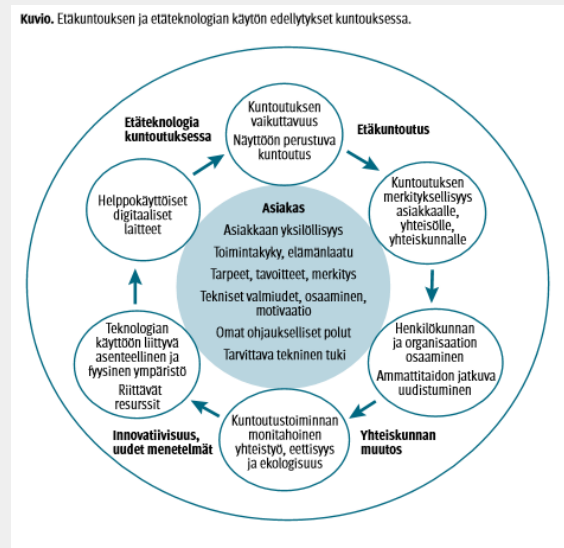 Kuvio. Etäkuntouksen ja etäteknologian käytön edellytykset kuntouksessa.
Kuntoutuksen
vaikuttavuus
Näyttöön perustuva
kuntoutus
Etäteknologia
kuntoutuksessa
Etäkuntoutus
Helppokäyttöiset
digitaaliset
laitteet
Kuntoutuksen
merkityksellisyys
asiakkaalle,
yhteisölle,
yhteiskunnalle
Asiakas
Asiakkaan yksilöllisyys
Toimintakyky, elämänlaatu
Tarpeet, tavoitteet, merkitys
Tekniset valmiudet, osaaminen,
motivaatio
Omat ohjaukselliset polut
Tarvittava tekninen tuki
Teknologian
käyttöön liittyvä
asenteellinen ja
fyysinen ympäristö
Riittävät
resurssit
Henkilökunnan
ja organisaation
osaaminen
Ammattitaidon jatkuva
uudistuminen
Innovatiivisuus,
uudet menetelmät
Kuntoutustoiminnan
monitahoinen
yhteistyö, eettisyys
ja ekologisuus
Yhteiskunnan
muutos